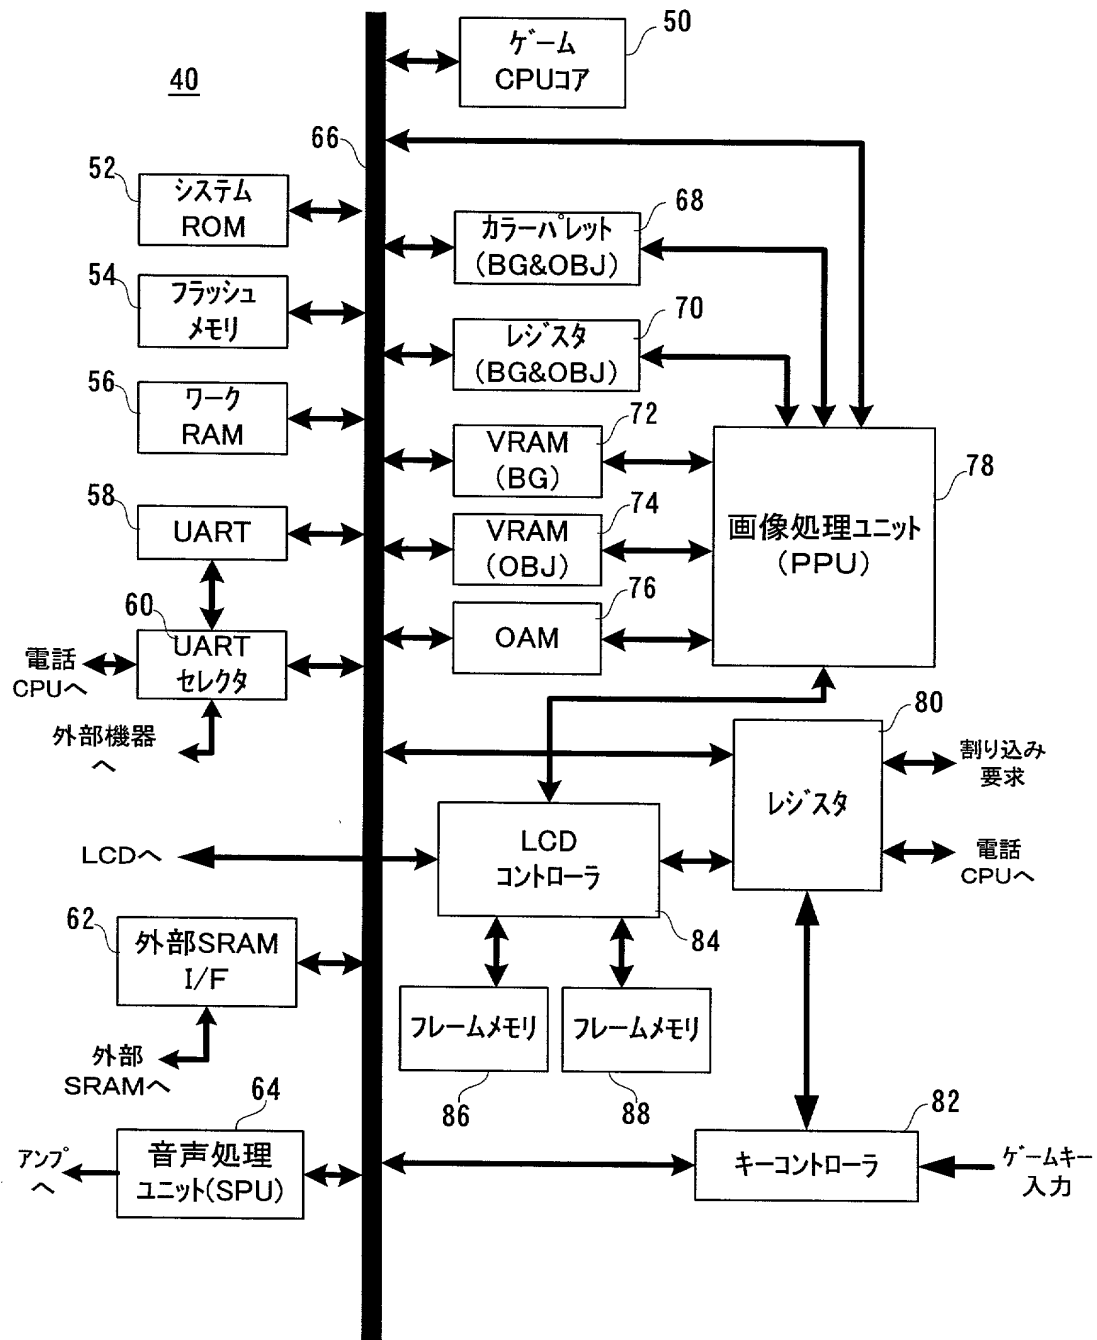 40
50
ゲーム
CPUコア
66
52
システム
ROM
68
カラーパレット
(BG&OBJ)
54
フラッシュ
メモリ
70
レジスタ
(BG&OBJ)
56
ワーク
RAM
72
VRAM
(BG)
78
画像処理ユニット
(PPU)
58
UART
74
VRAM
(OBJ)
76
OAM
60
UART
セレクタ
電話
CPUへ
外部機器
へ
80
レジスタ
割り込み
要求
電話
CPUへ
LCDへ
LCD
コントローラ
84
62
外部SRAM
I/F
外部
SRAMへ
フレームメモリ
86
フレームメモリ
88
64
音声処理
ユニット(SPU)
アンプ
へ
82
キーコントローラ
ゲームキー
入力